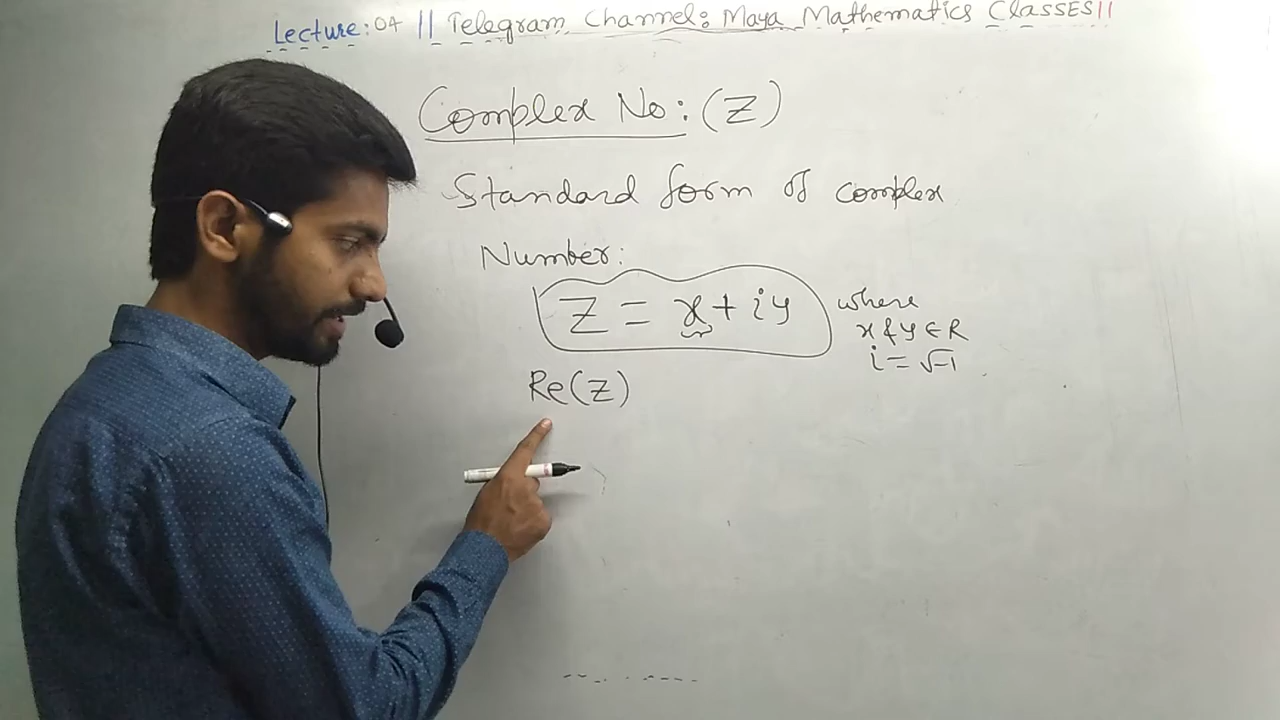 Lecture: 04 || Telegram Channel: Maya Mathematics Classes ||
Complex No: (Z)
Standard form of complex
Number:
Z = x + iy where
x & y ∈ R
i = √-1
Re(Z)